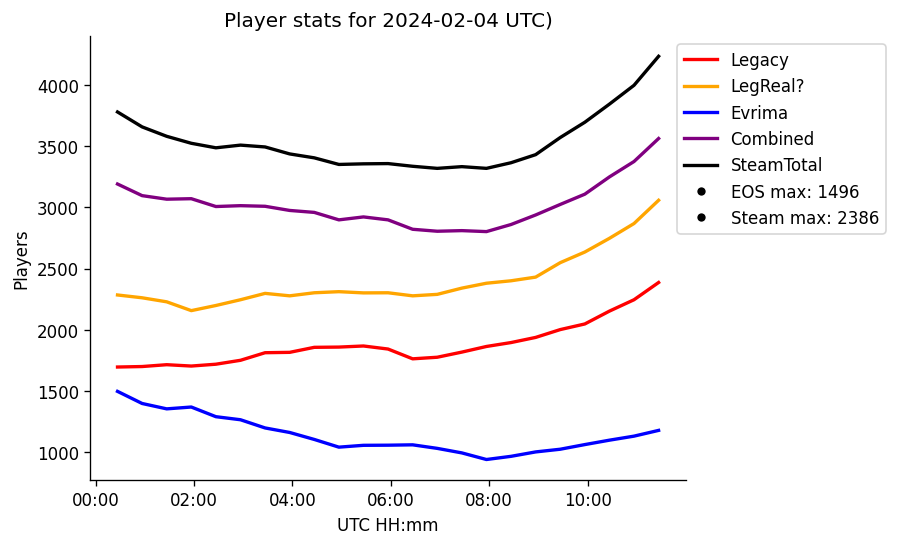 Player stats for 2024-02-04 UTC)
Legacy
LegReal?
Evrima
Combined
SteamTotal
EOS max: 1496
Steam max: 2386
4000
3500
3000
2500
2000
1500
1000
Players
00:00 02:00 04:00 06:00 08:00 10:00
UTC HH:mm